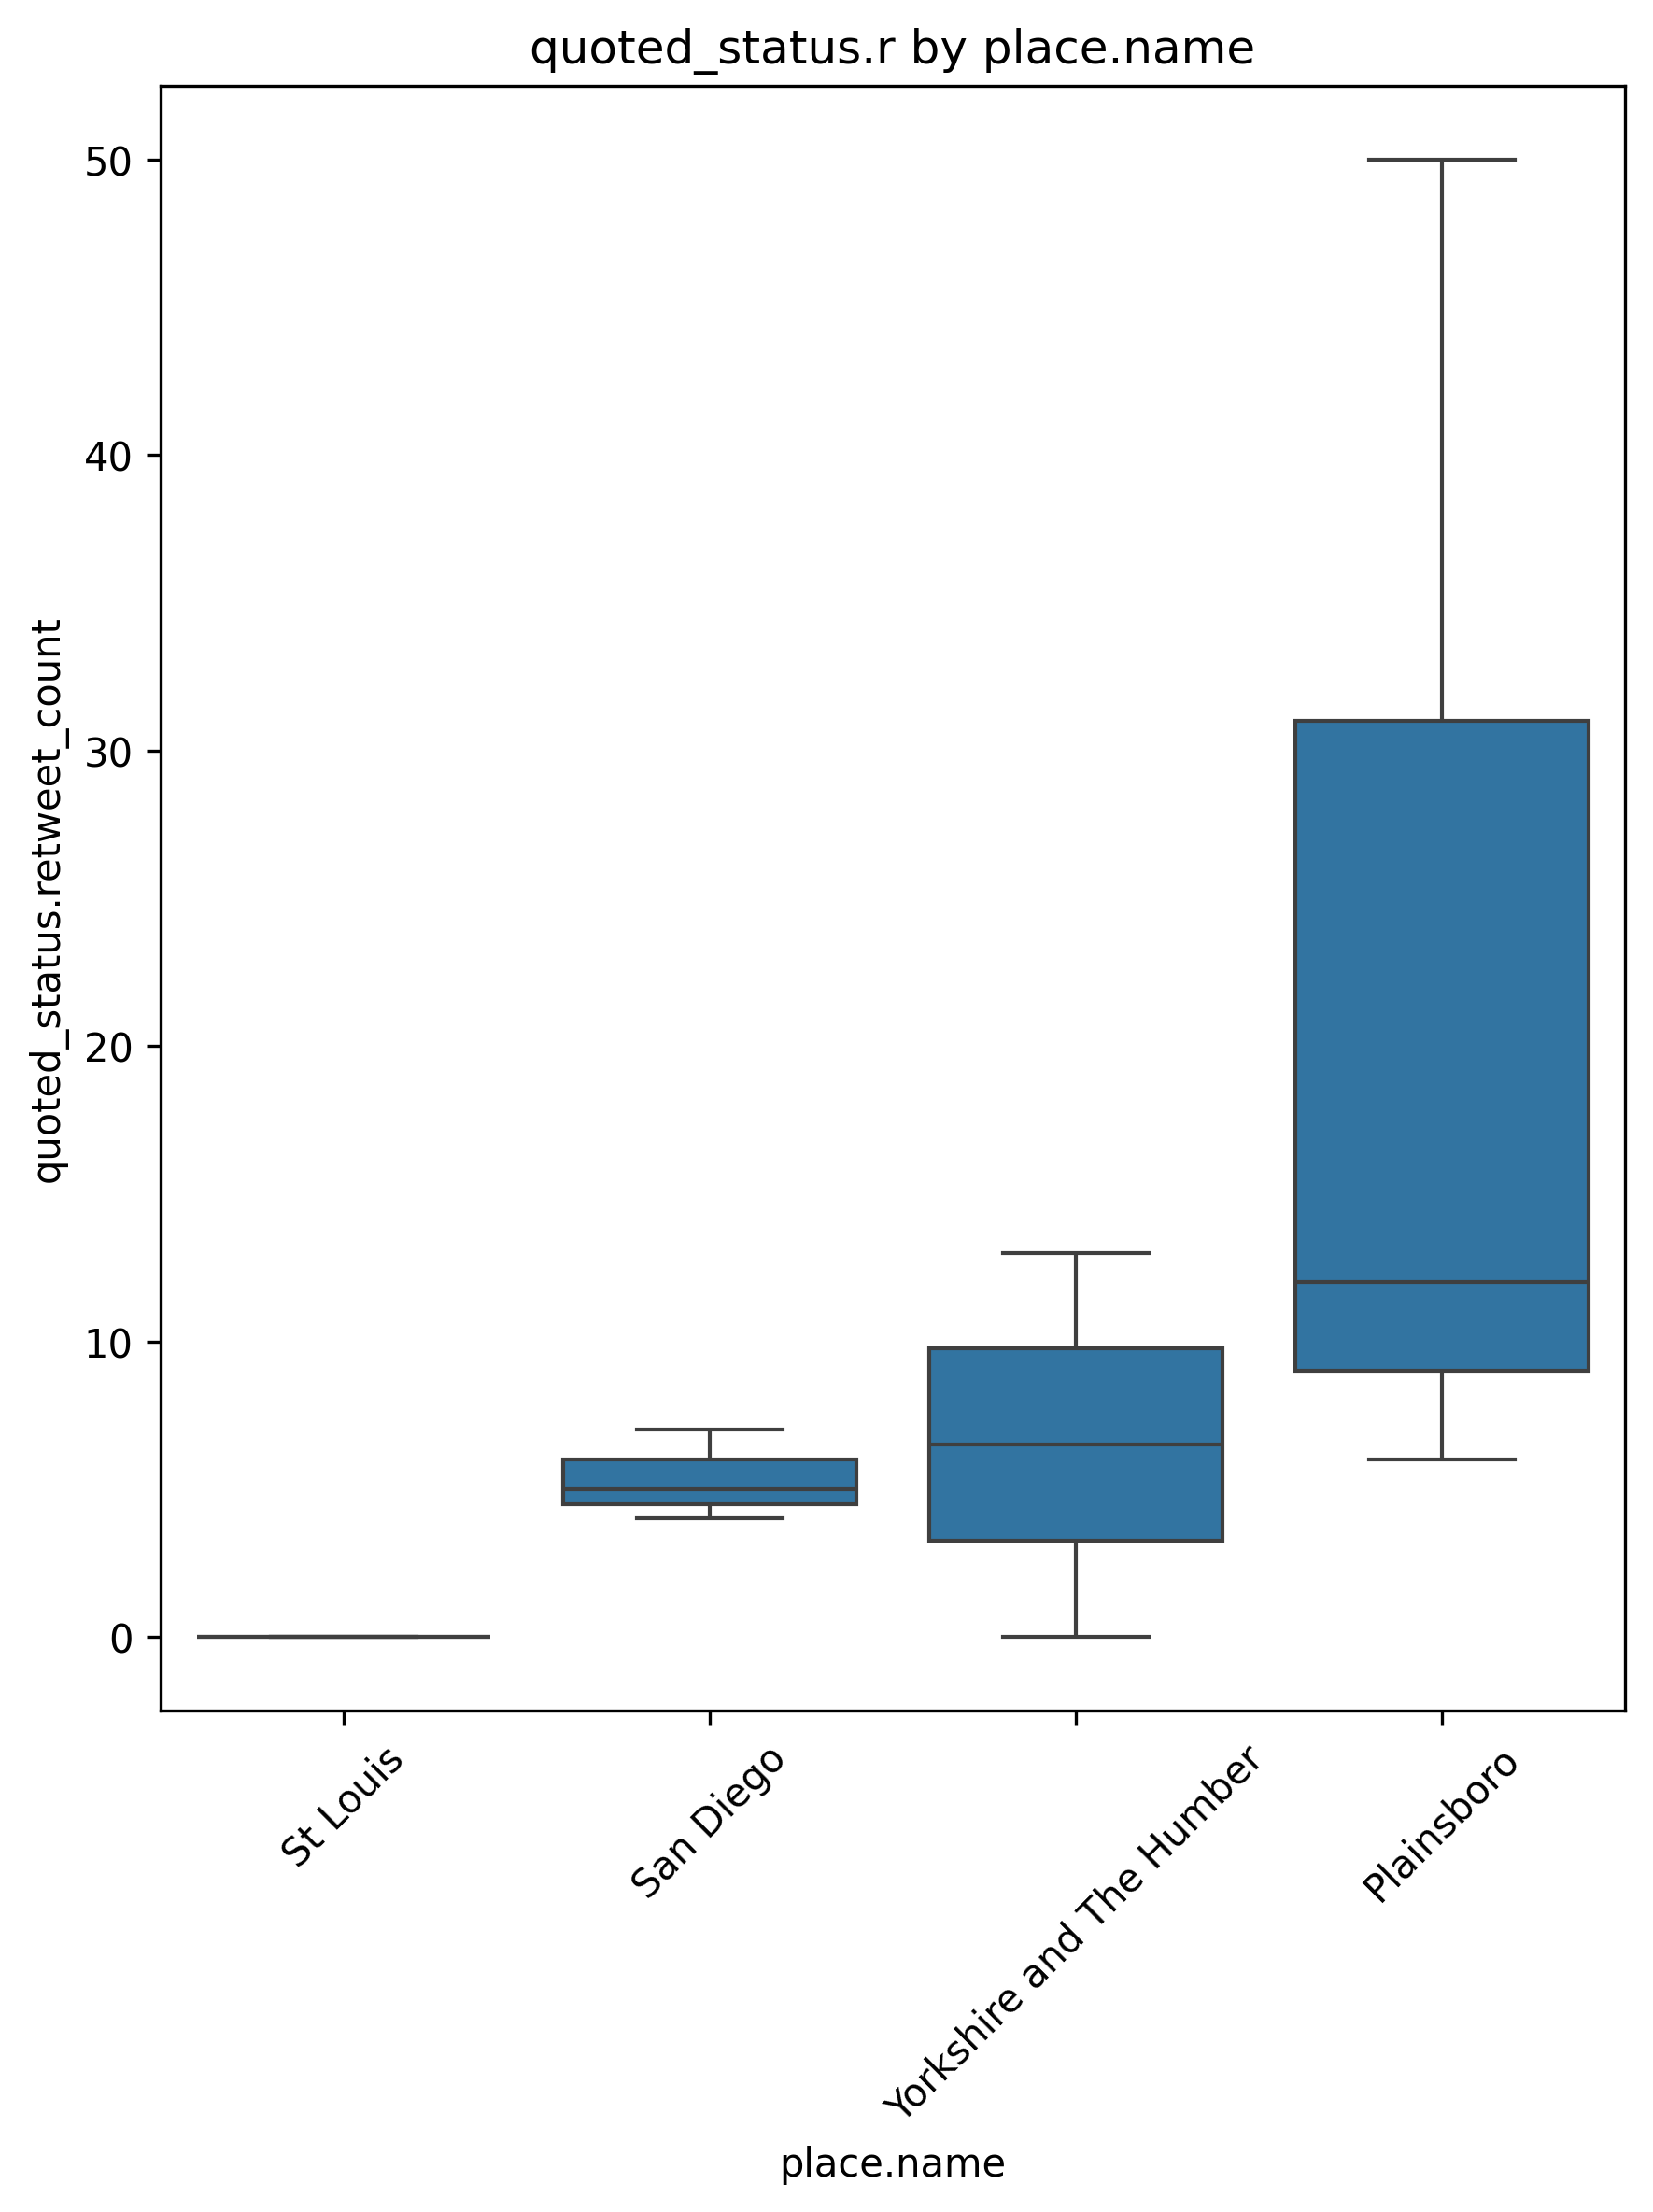 quoted_status.r by place.name
quoted_status.retweet_count
50
40
30
20
10
0
St Louis
San Diego
Yorkshire and The Humber
Plainsboro
place.name